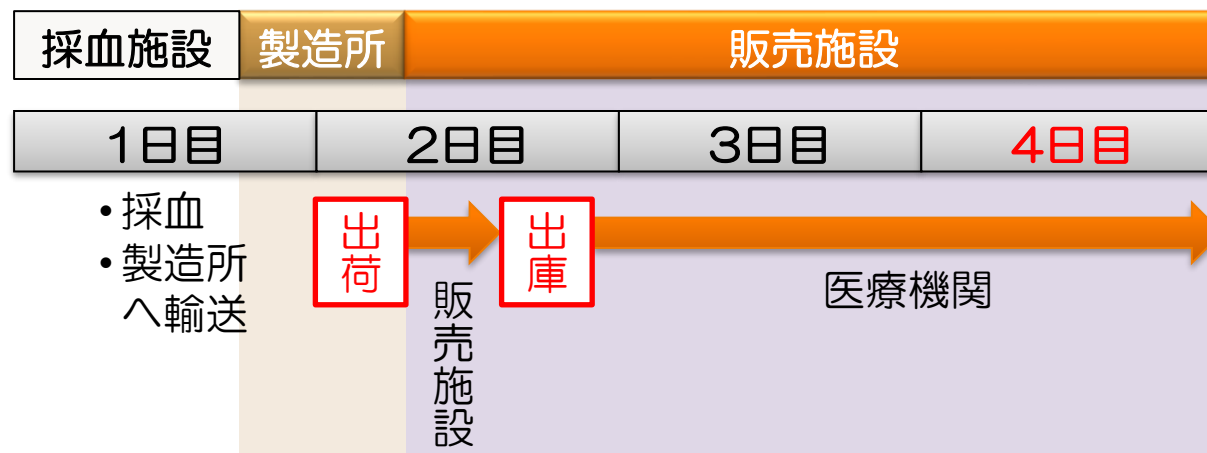 採血施設
製造所
販売施設
1日目
2日目
3日目
4日目
•採血
•製造所
へ輸送
出荷
出庫
販売施設
医療機関